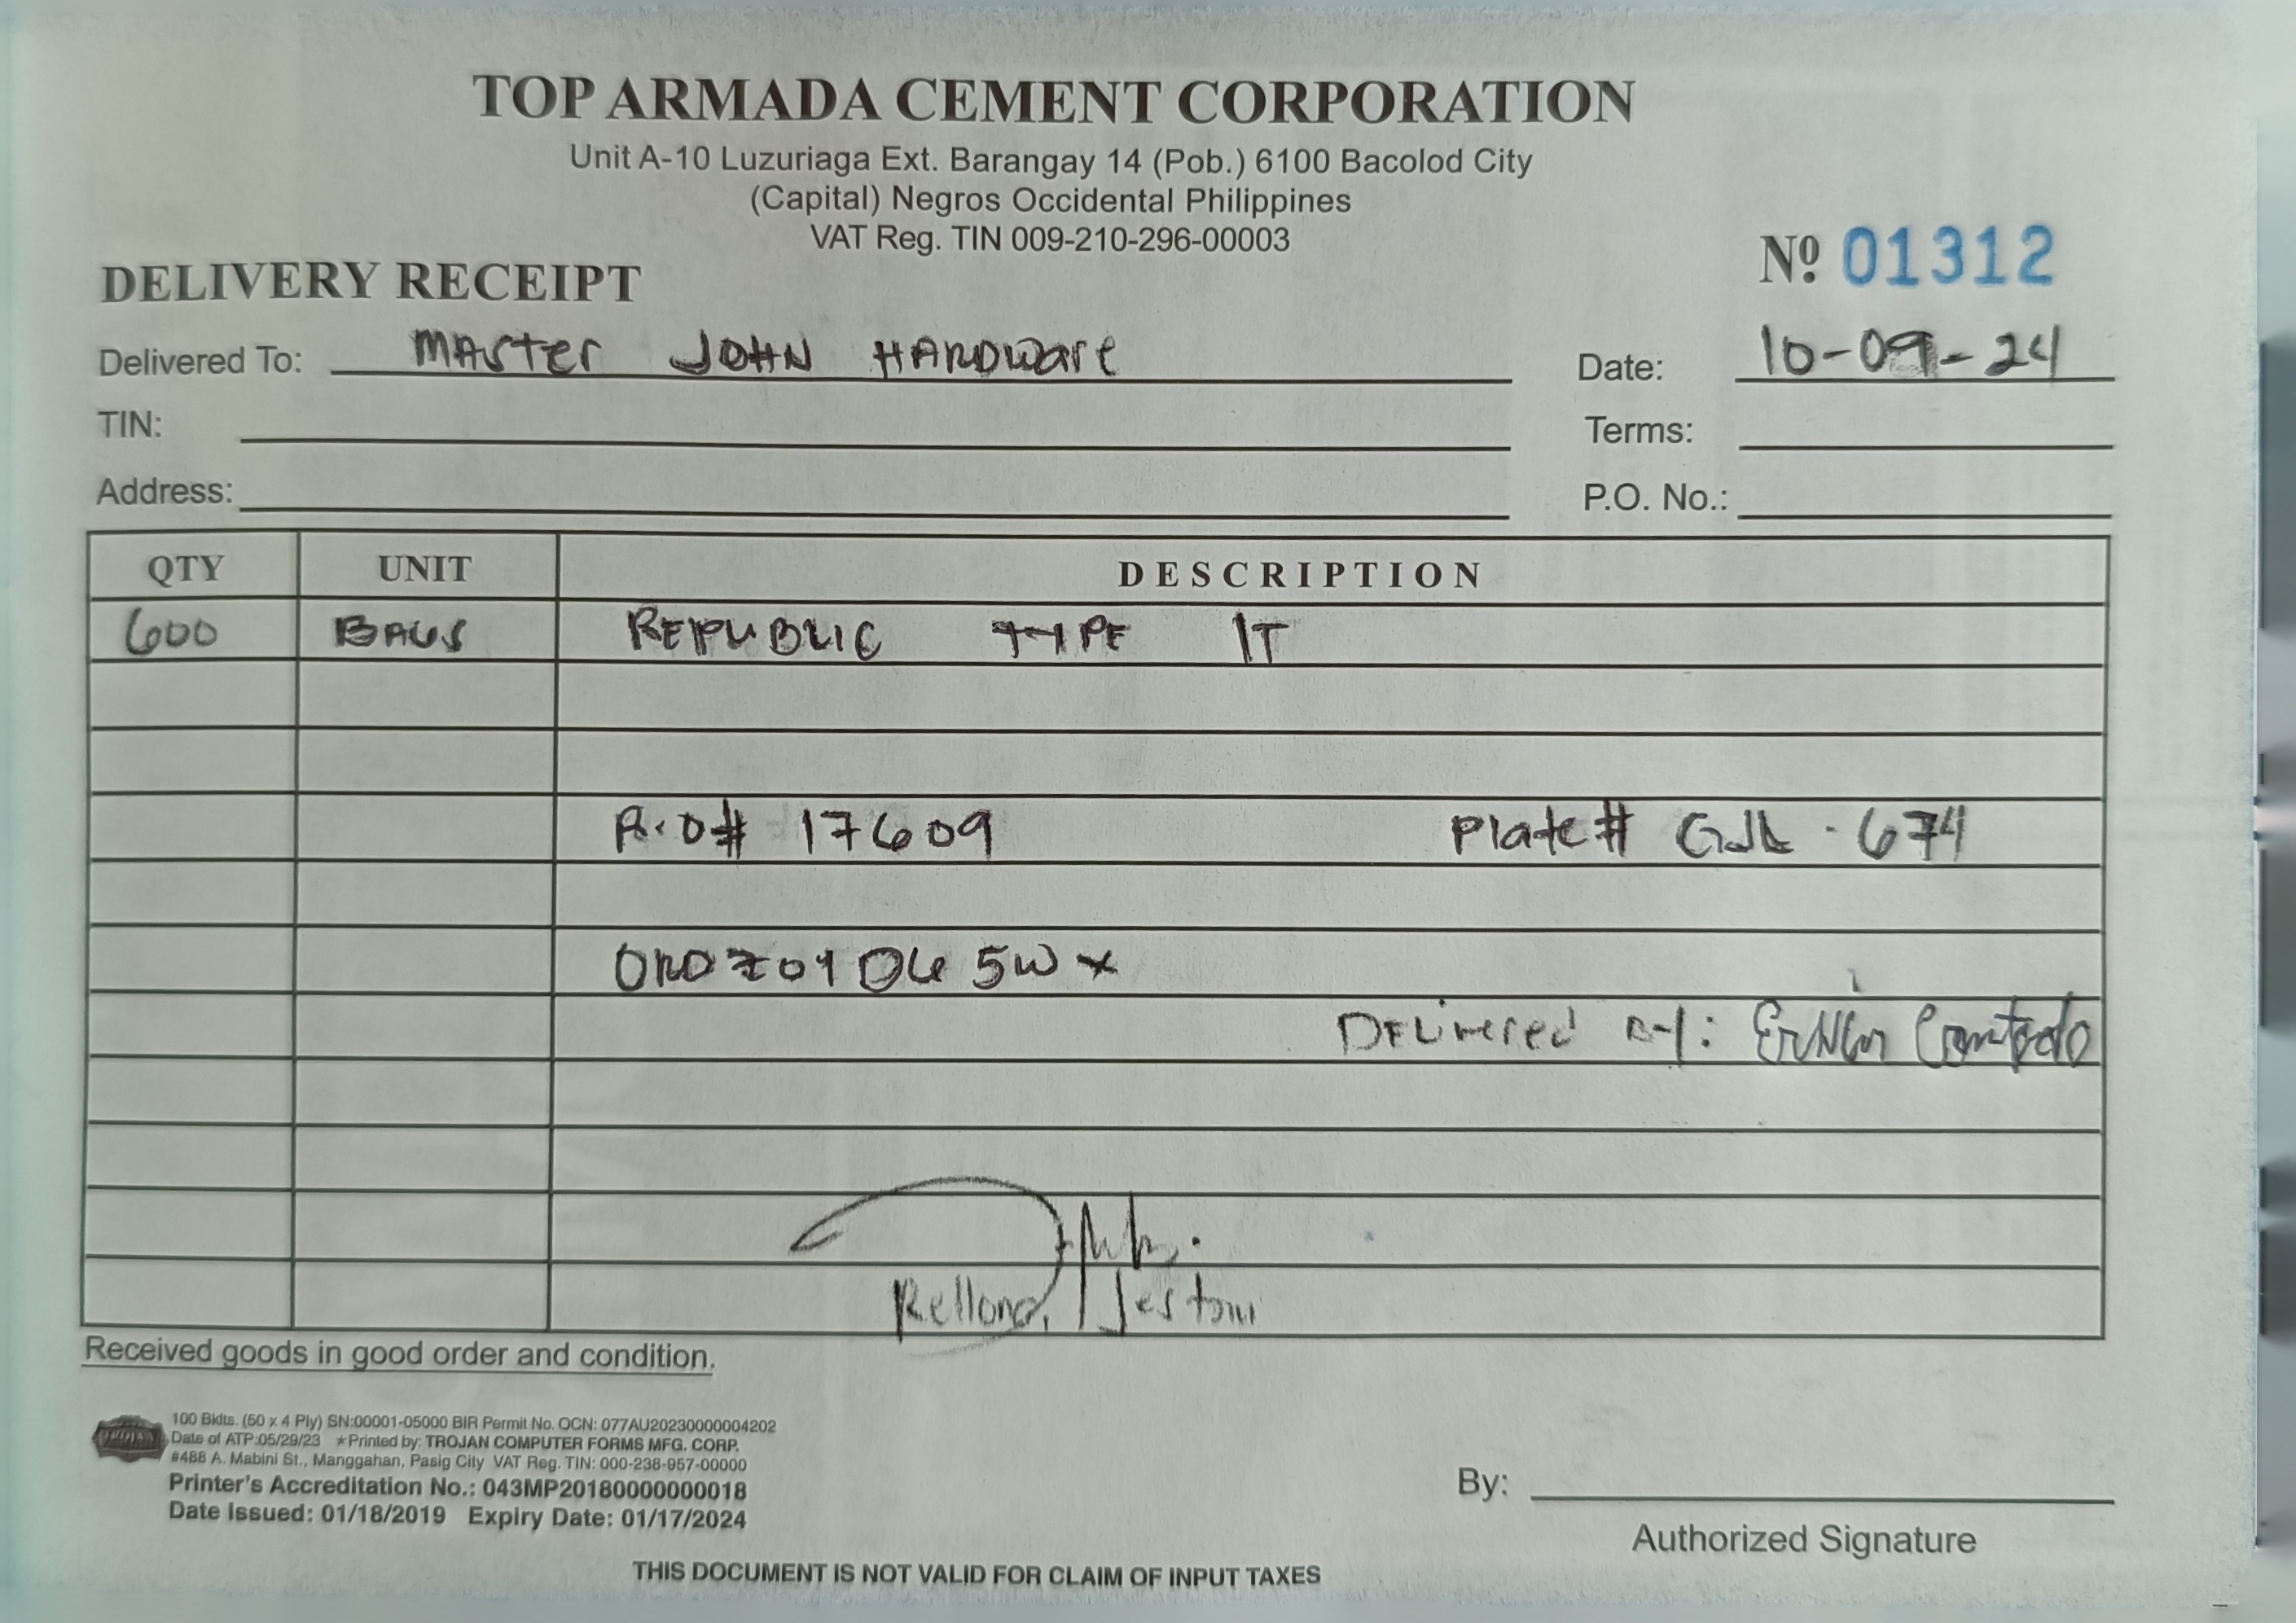 TOP ARMADA CEMENT CORPORATION
Unit A-10 Luzuriaga Ext. Barangay 14 (Pob.) 6100 Bacolod City
(Capital) Negros Occidental Philippines
VAT Reg. TIN 009-210-296-00003
DELIVERY RECEIPT
Nº 01312
Delivered To: MASTER JOHN HARDWARE
Date: 10-09-24
TIN:
Terms:
Address:
P.O. No.:
QTY UNIT DESCRIPTION
600 BAGS REPUBLIC TYPE 1T
A.O# 17609 Plate# 674
DELIVERED BY:
Rellona, Jestoni
Received goods in good order and condition.
100 Bklts. (50 x 4 Ply) SN:00001-05000 BIR Permit No. OCN: 077AU20230000004202
Date of ATP:05/29/23 ★Printed by: TROJAN COMPUTER FORMS MFG. CORP.
#488 A. Mabini St., Manggahan, Pasig City VAT Reg. TIN: 000-238-957-00000
Printer's Accreditation No.: 043MP20180000000018
Date Issued: 01/18/2019 Expiry Date: 01/17/2024
By:
Authorized Signature
THIS DOCUMENT IS NOT VALID FOR CLAIM OF INPUT TAXES